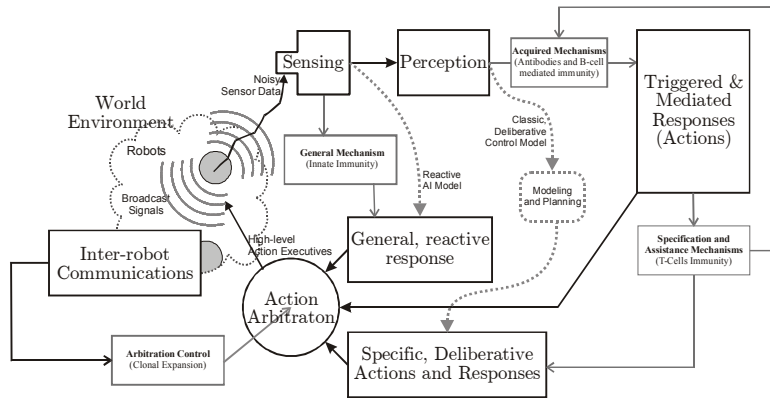 Sensing
Perception
Acquired Mechanisms
(Antibodies and B-cell
mediated immunity)
Triggered &
Mediated
Responses
(Actions)
Noisy
Sensor Data
World
Environment
Robots
Broadcast
Signals
General Mechanism
(Innate Immunity)
Reactive
AI Model
Classic,
Deliberative
Control Model
Modeling
and Planning
Specification and
Assistance Mechanisms
(T-Cells Immunity)
Inter-robot
Communications
High-level
Action Executives
General, reactive
response
Action
Arbitraton
Arbitration Control
(Clonal Expansion)
Specific, Deliberative
Actions and Responses